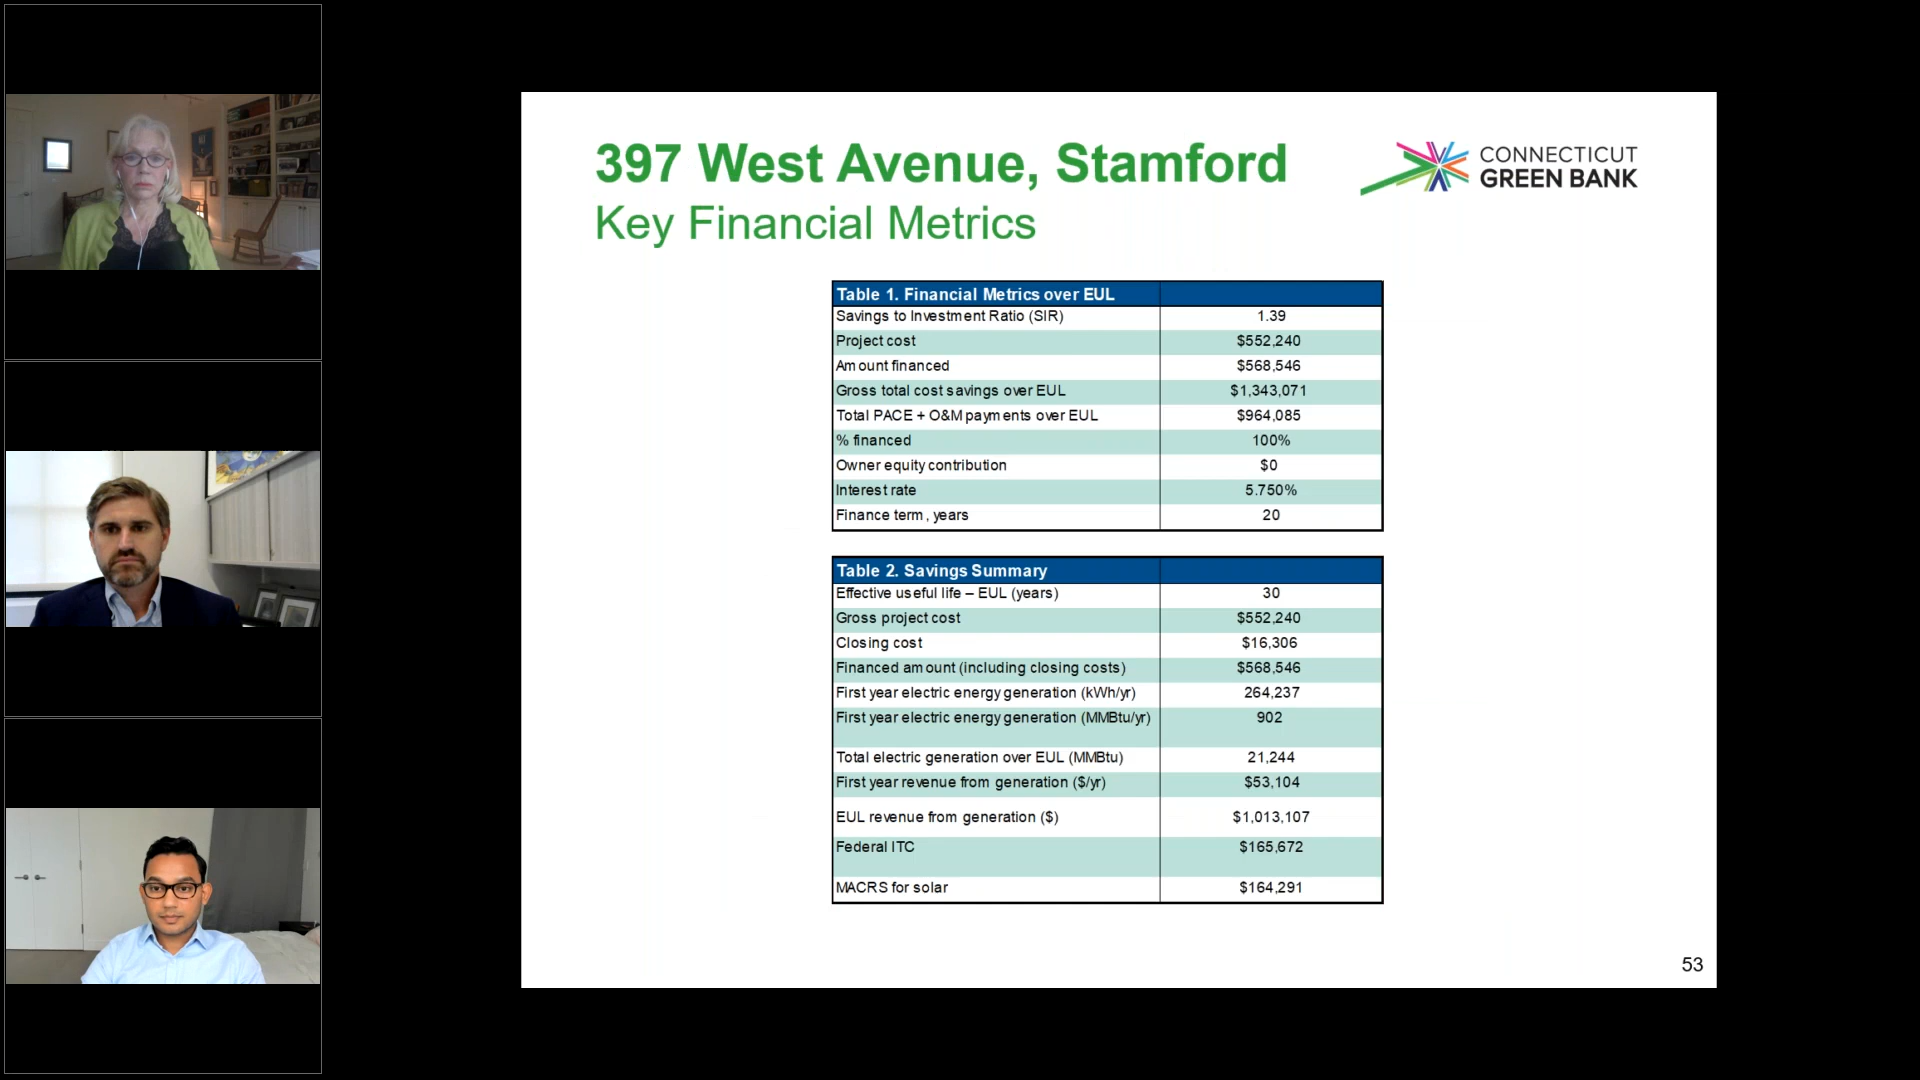 397 West Avenue, Stamford
Key Financial Metrics
CONNECTICUT
GREEN BANK
Table 1. Financial Metrics over EUL
Savings to Investment Ratio (SIR) 1.39
Project cost $552,240
Amount financed $568,546
Gross total cost savings over EUL $1,343,071
Total PACE + O&M payments over EUL $964,085
% financed 100%
Owner equity contribution $0
Interest rate 5.750%
Finance term, years 20
Table 2. Savings Summary
Effective useful life – EUL (years) 30
Gross project cost $552,240
Closing cost $16,306
Financed amount (including closing costs) $568,546
First year electric energy generation (kWh/yr) 264,237
First year electric energy generation (MMBtu/yr) 902
Total electric generation over EUL (MMBtu) 21,244
First year revenue from generation ($/yr) $53,104
EUL revenue from generation ($) $1,013,107
Federal ITC $165,672
MACRS for solar $164,291
53